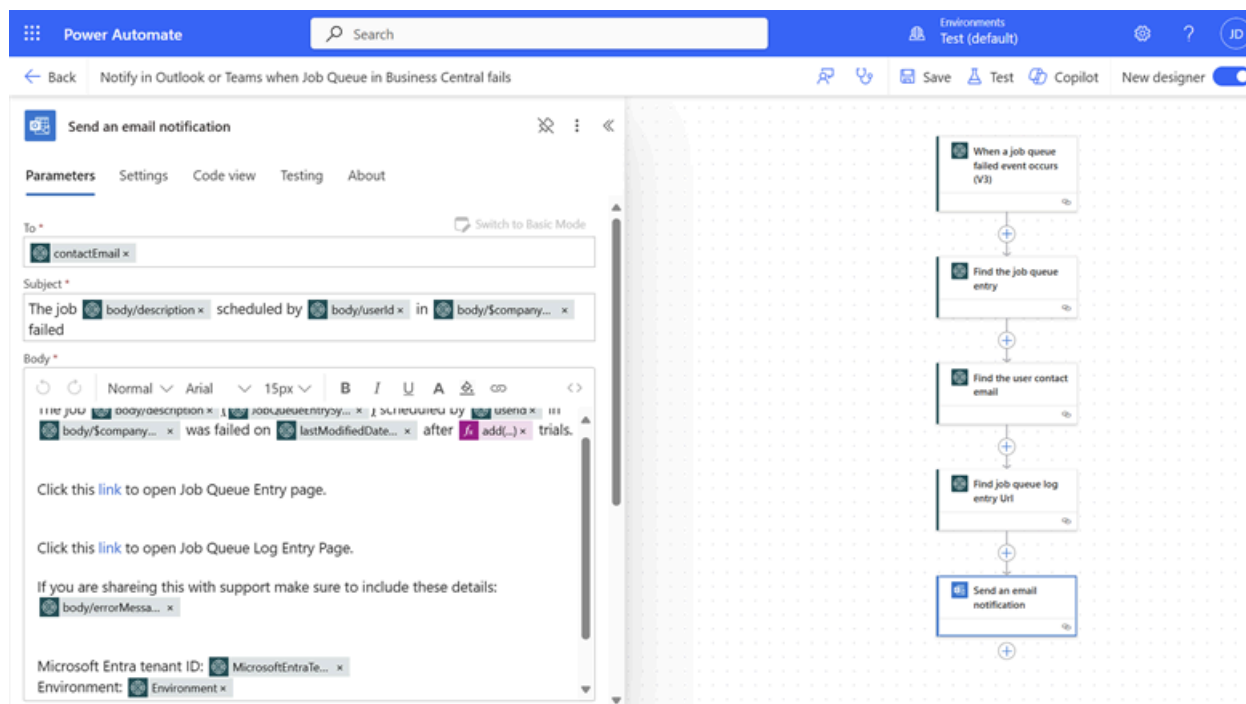 Power Automate
Search
Environments
Test (default)
?
JD
Back
Notify in Outlook or Teams when Job Queue in Business Central fails
Save
Test
Copilot
New designer
Send an email notification
Parameters
Settings
Code view
Testing
About
To *
Switch to Basic Mode
contactEmail ×
Subject *
The job body/description × scheduled by body/userId × in body/$company... ×
failed
Body *
Normal
Arial
15px
B
I
U
A
<>
The job body/description × ( JobQueueEntrySy... × ) scheduled by userId × in
body/$company... × was failed on lastModifiedDate... × after fx add(...) × trials.
Click this link to open Job Queue Entry page.
Click this link to open Job Queue Log Entry Page.
If you are shareing this with support make sure to include these details:
body/errorMessa... ×
Microsoft Entra tenant ID: MicrosoftEntraTe... ×
Environment: Environment ×
When a job queue
failed event occurs
(V3)
Find the job queue
entry
Find the user contact
email
Find job queue log
entry Url
Send an email
notification